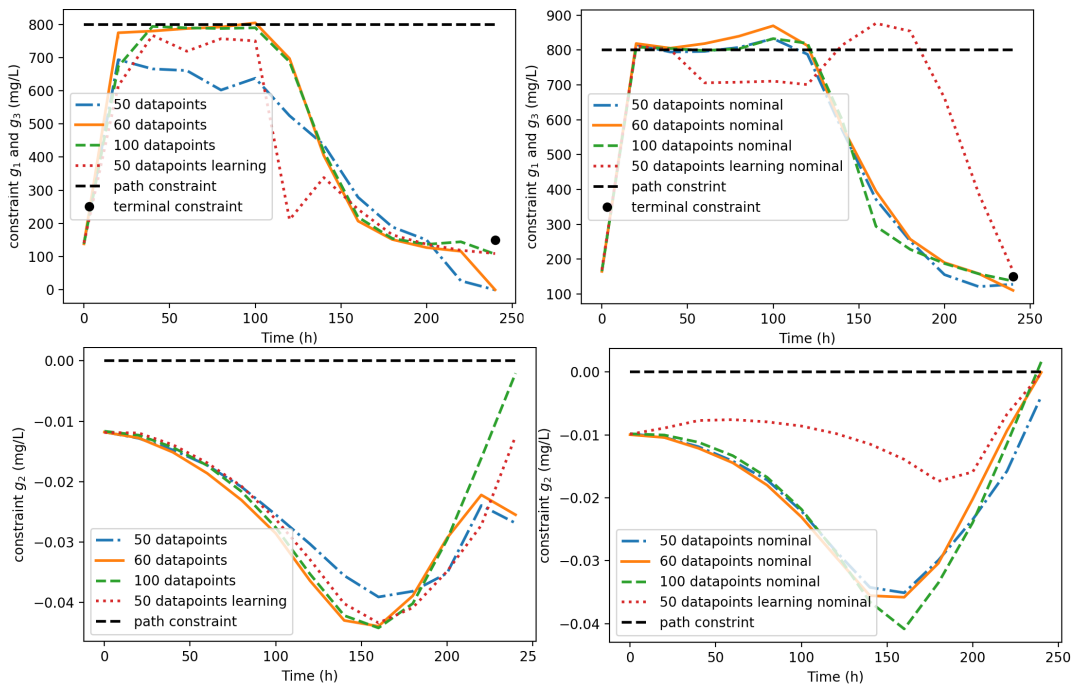 800
700
600
500
400
300
200
100
0
constraint g₁ and g₃ (mg/L)
50 datapoints
60 datapoints
100 datapoints
50 datapoints learning
path constraint
terminal constraint
0
50
100
150
200
250
Time (h)
900
800
700
600
500
400
300
200
100
constraint g₁ and g₃ (mg/L)
50 datapoints nominal
60 datapoints nominal
100 datapoints nominal
50 datapoints learning nominal
path constrint
terminal constraint
0
50
100
150
200
250
Time (h)
0.00
−0.01
−0.02
−0.03
−0.04
constraint g₂ (mg/L)
50 datapoints
60 datapoints
100 datapoints
50 datapoints learning
path constraint
0
50
100
150
200
250
Time (h)
0.00
−0.01
−0.02
−0.03
−0.04
constraint g₂ (mg/L)
50 datapoints nominal
60 datapoints nominal
100 datapoints nominal
50 datapoints learning nominal
path constrint
0
50
100
150
200
250
Time (h)